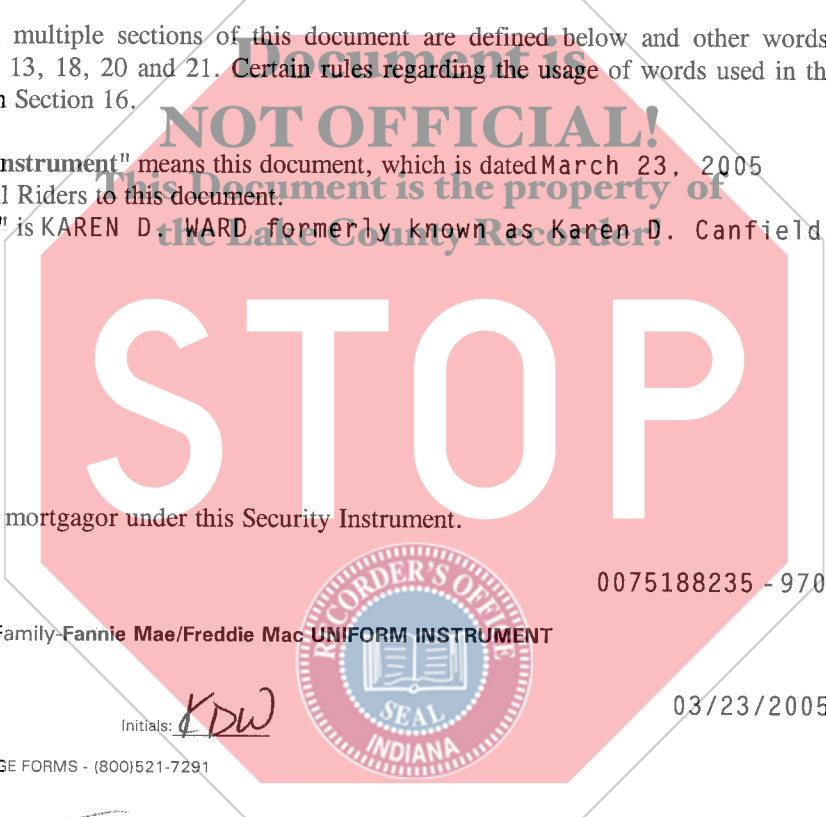 multiple sections of this document are defined below and other words
Document is
13, 18, 20 and 21. Certain rules regarding the usage of words used in th
n Section 16.
NOT OFFICIAL!
nstrument" means this document, which is dated March 23, 2005
This Document is the property of
l Riders to this document.
" is KAREN D. WARD formerly known as Karen D. Canfield
the Lake County Recorder!
STOP
mortgagor under this Security Instrument.
RECORDER'S OFFICE
0075188235 - 970
Family-Fannie Mae/Freddie Mac UNIFORM INSTRUMENT
SEAL
INDIANA
Initials: KDW
03/23/2005
GE FORMS - (800)521-7291